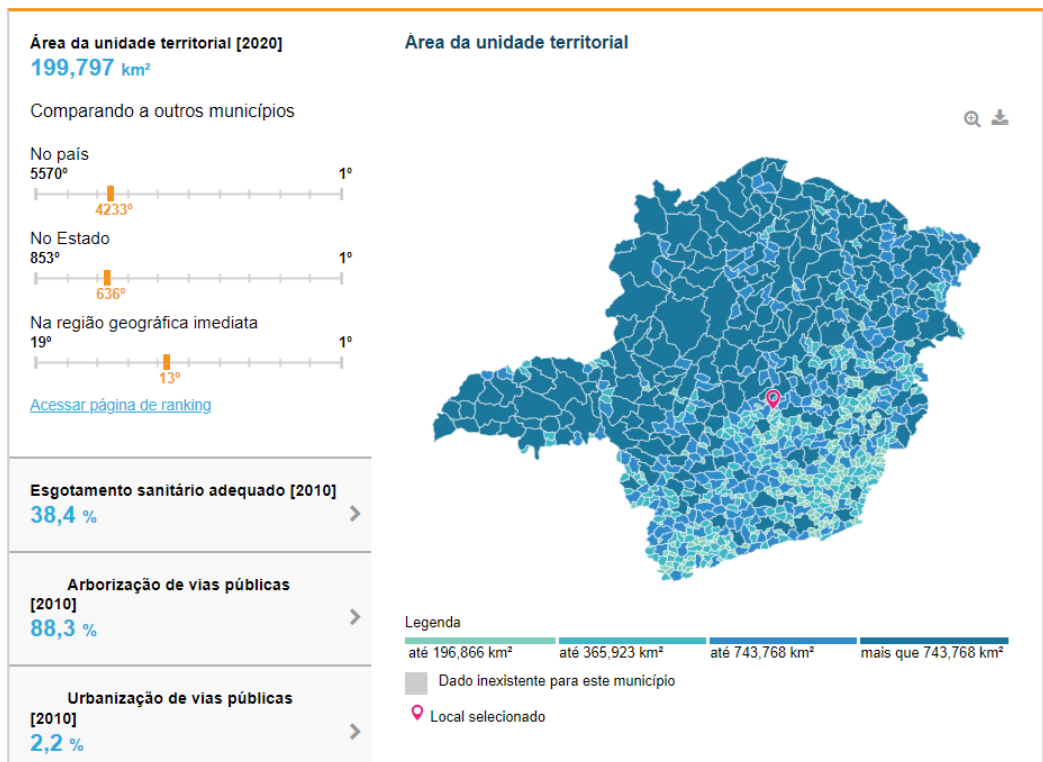 Área da unidade territorial [2020]
199,797 km²
Comparando a outros municípios
No país
5570º 1º
4233º
No Estado
853º 1º
636º
Na região geográfica imediata
19º 1º
13º
Acessar página de ranking
Esgotamento sanitário adequado [2010]
38,4 %
Arborização de vias públicas
[2010]
88,3 %
Urbanização de vias públicas
[2010]
2,2 %
Área da unidade territorial
Legenda
até 196,866 km² até 365,923 km² até 743,768 km² mais que 743,768 km²
Dado inexistente para este município
Local selecionado